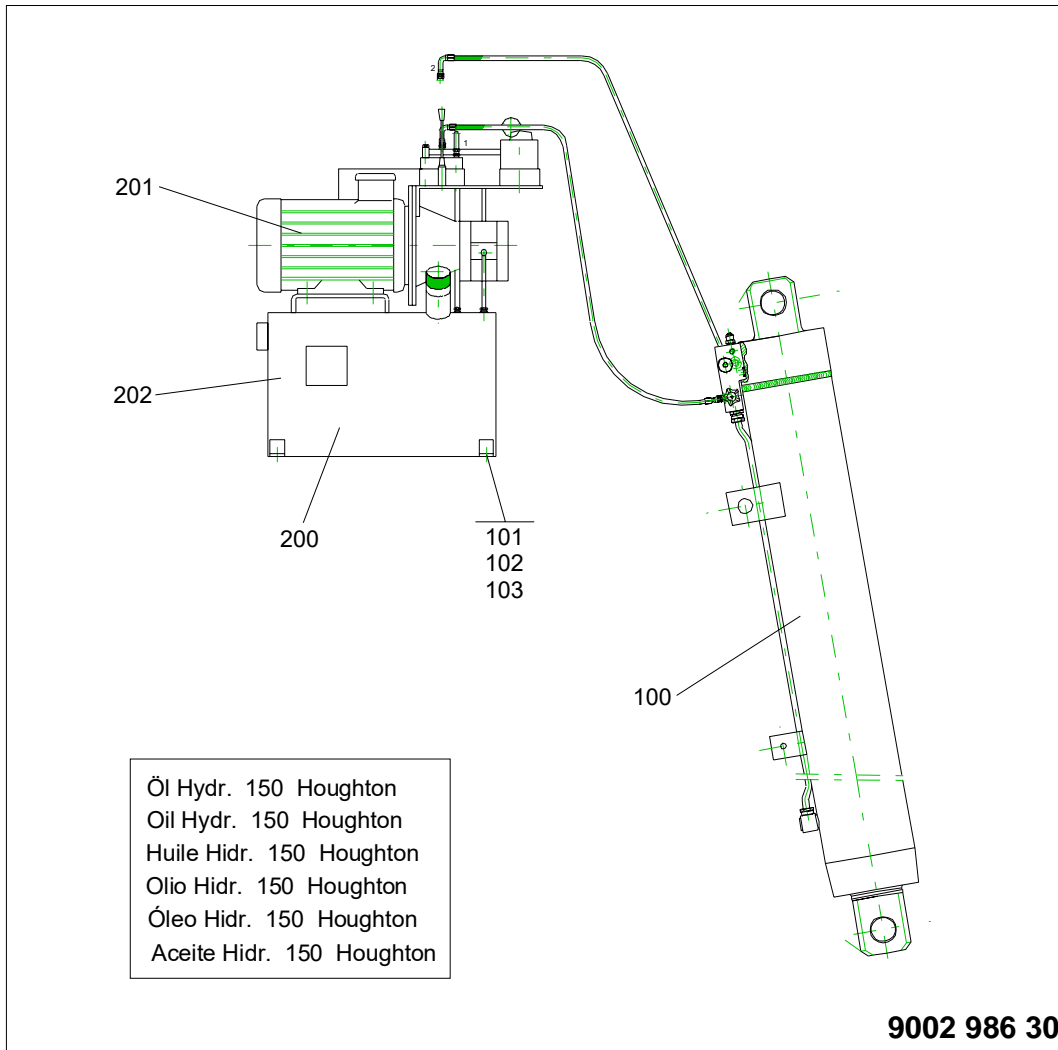 2
1
201
202
200
101
102
103
100
Öl Hydr. 150 Houghton
Oil Hydr. 150 Houghton
Huile Hidr. 150 Houghton
Olio Hidr. 150 Houghton
Óleo Hidr. 150 Houghton
Aceite Hidr. 150 Houghton
9002 986 30